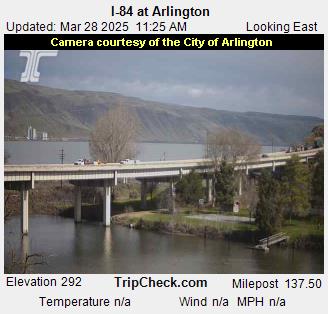 I-84 at Arlington
Updated: Mar 28 2025 11:25 AM Looking East
Camera courtesy of the City of Arlington
Elevation 292 TripCheck.com Milepost 137.50
Temperature n/a Wind n/a MPH n/a